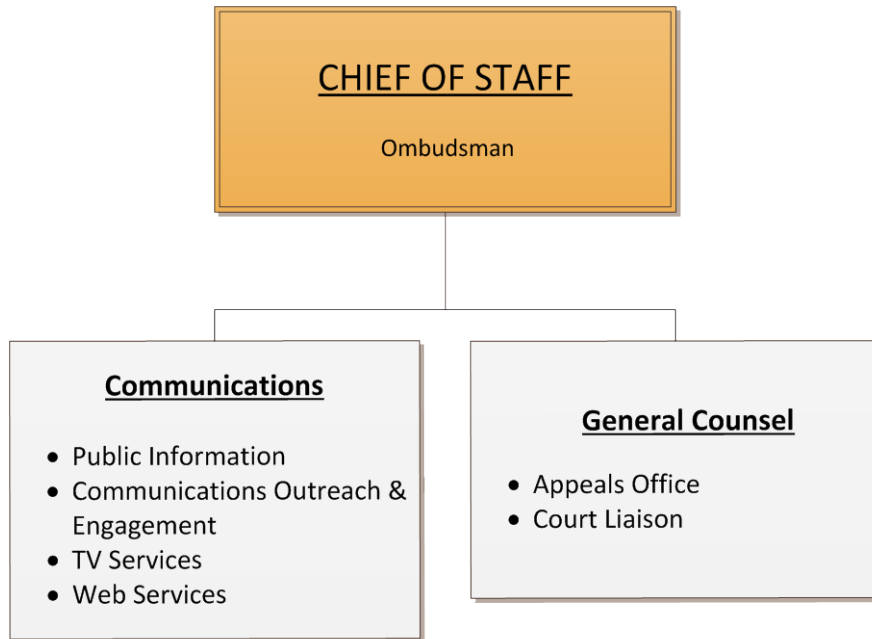 CHIEF OF STAFF
Ombudsman
Communications
• Public Information
• Communications Outreach &
Engagement
• TV Services
• Web Services
General Counsel
• Appeals Office
• Court Liaison